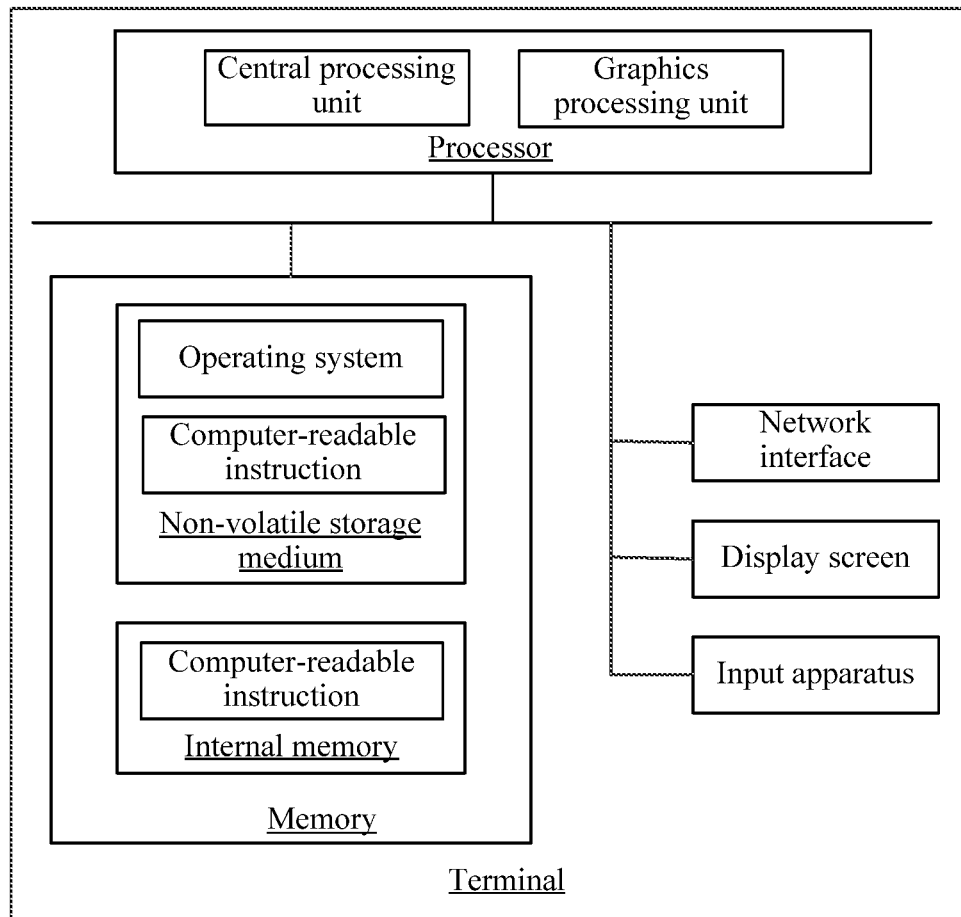 Central processing
unit
Graphics
processing unit
Processor
Operating system
Computer-readable
instruction
Non-volatile storage
medium
Computer-readable
instruction
Internal memory
Memory
Network
interface
Display screen
Input apparatus
Terminal